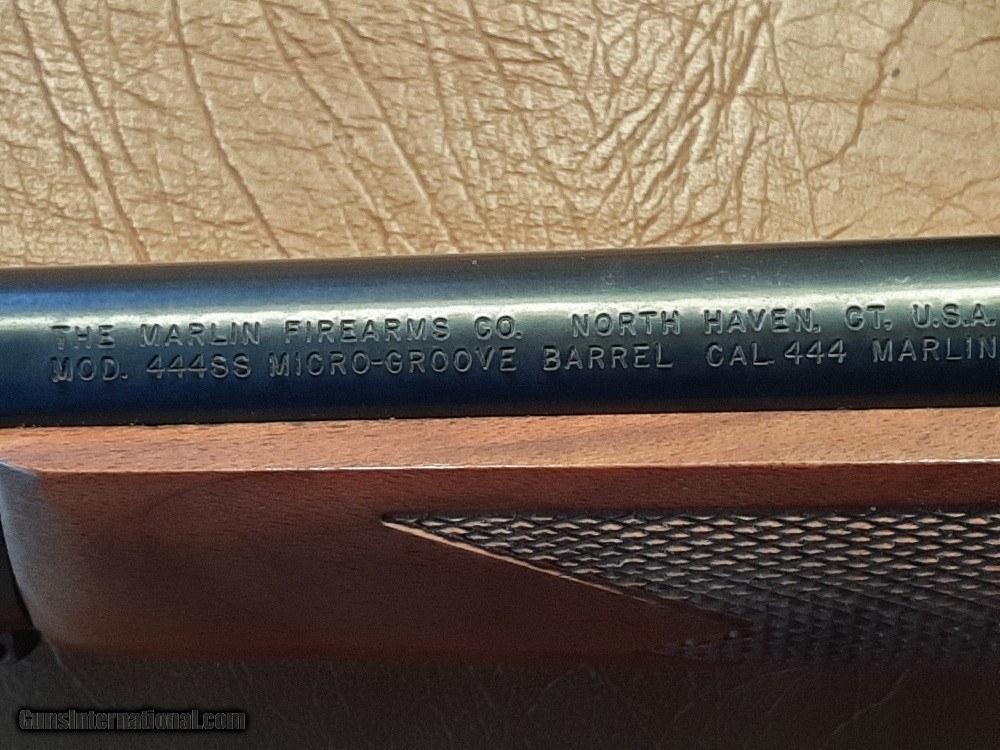 THE MARLIN FIREARMS CO. NORTH HAVEN, CT. U.S.A.
MOD. 444SS MICRO-GROOVE BARREL CAL. 444 MARLIN
GunsInternational.com